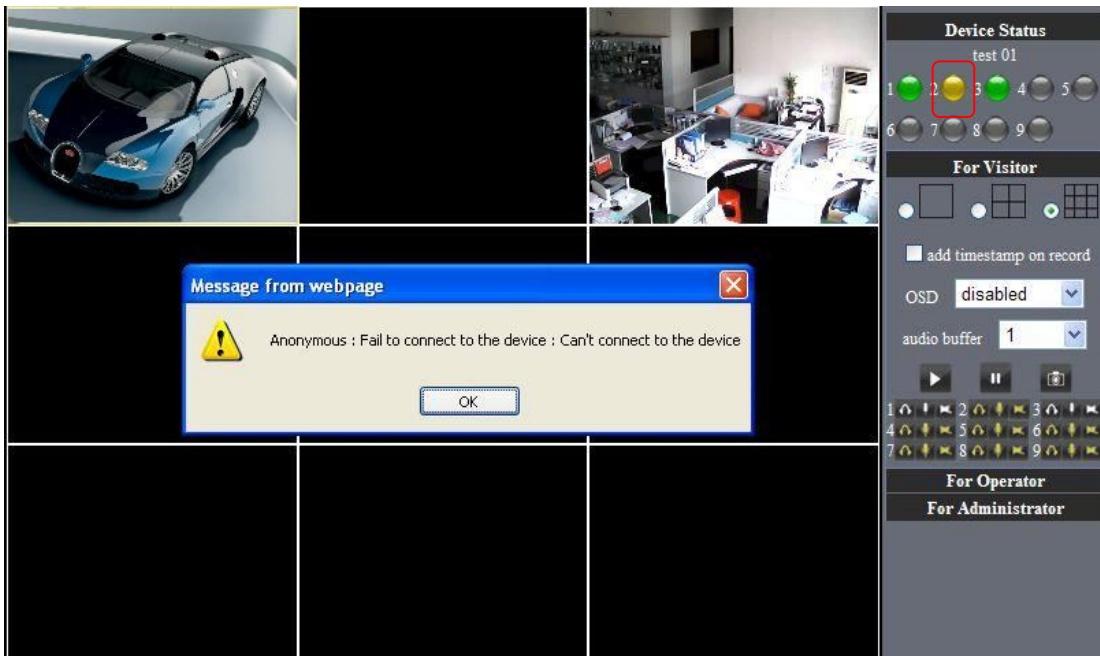 Device Status
test 01
1 2 3 4 5
6 7 8 9
For Visitor
add timestamp on record
OSD disabled
audio buffer 1
1 2 3
4 5 6
7 8 9
For Operator
For Administrator
Message from webpage
Anonymous : Fail to connect to the device : Can't connect to the device
OK